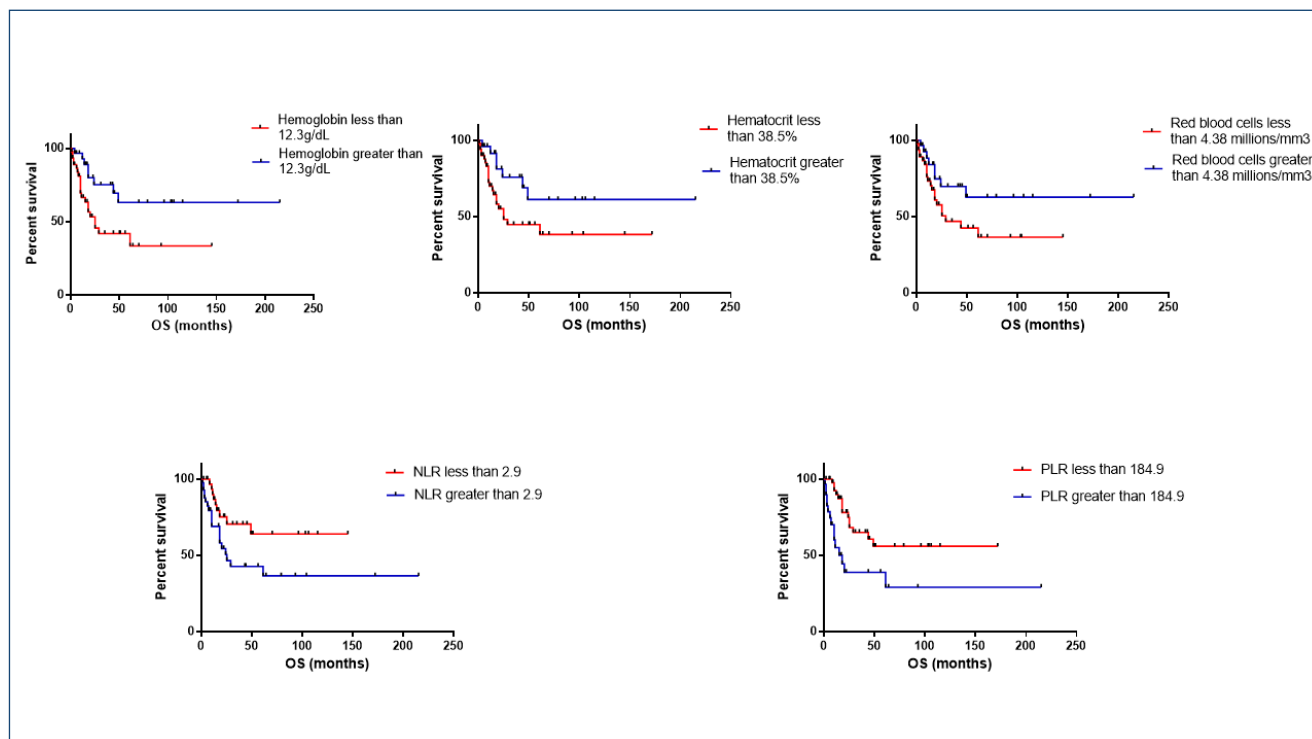 Hemoglobin less than
12.3g/dL
Hemoglobin greater than
12.3g/dL
Percent survival
100
50
0
0 50 100 150 200 250
OS (months)
Hematocrit less
than 38.5%
Hematocrit greater
than 38.5%
Percent survival
100
50
0
0 50 100 150 200 250
OS (months)
Red blood cells less
than 4.38 millions/mm3
Red blood cells greater
than 4.38 millions/mm3
Percent survival
100
50
0
0 50 100 150 200 250
OS (months)
NLR less than 2.9
NLR greater than 2.9
Percent survival
100
50
0
0 50 100 150 200 250
OS (months)
PLR less than 184.9
PLR greater than 184.9
Percent survival
100
50
0
0 50 100 150 200 250
OS (months)